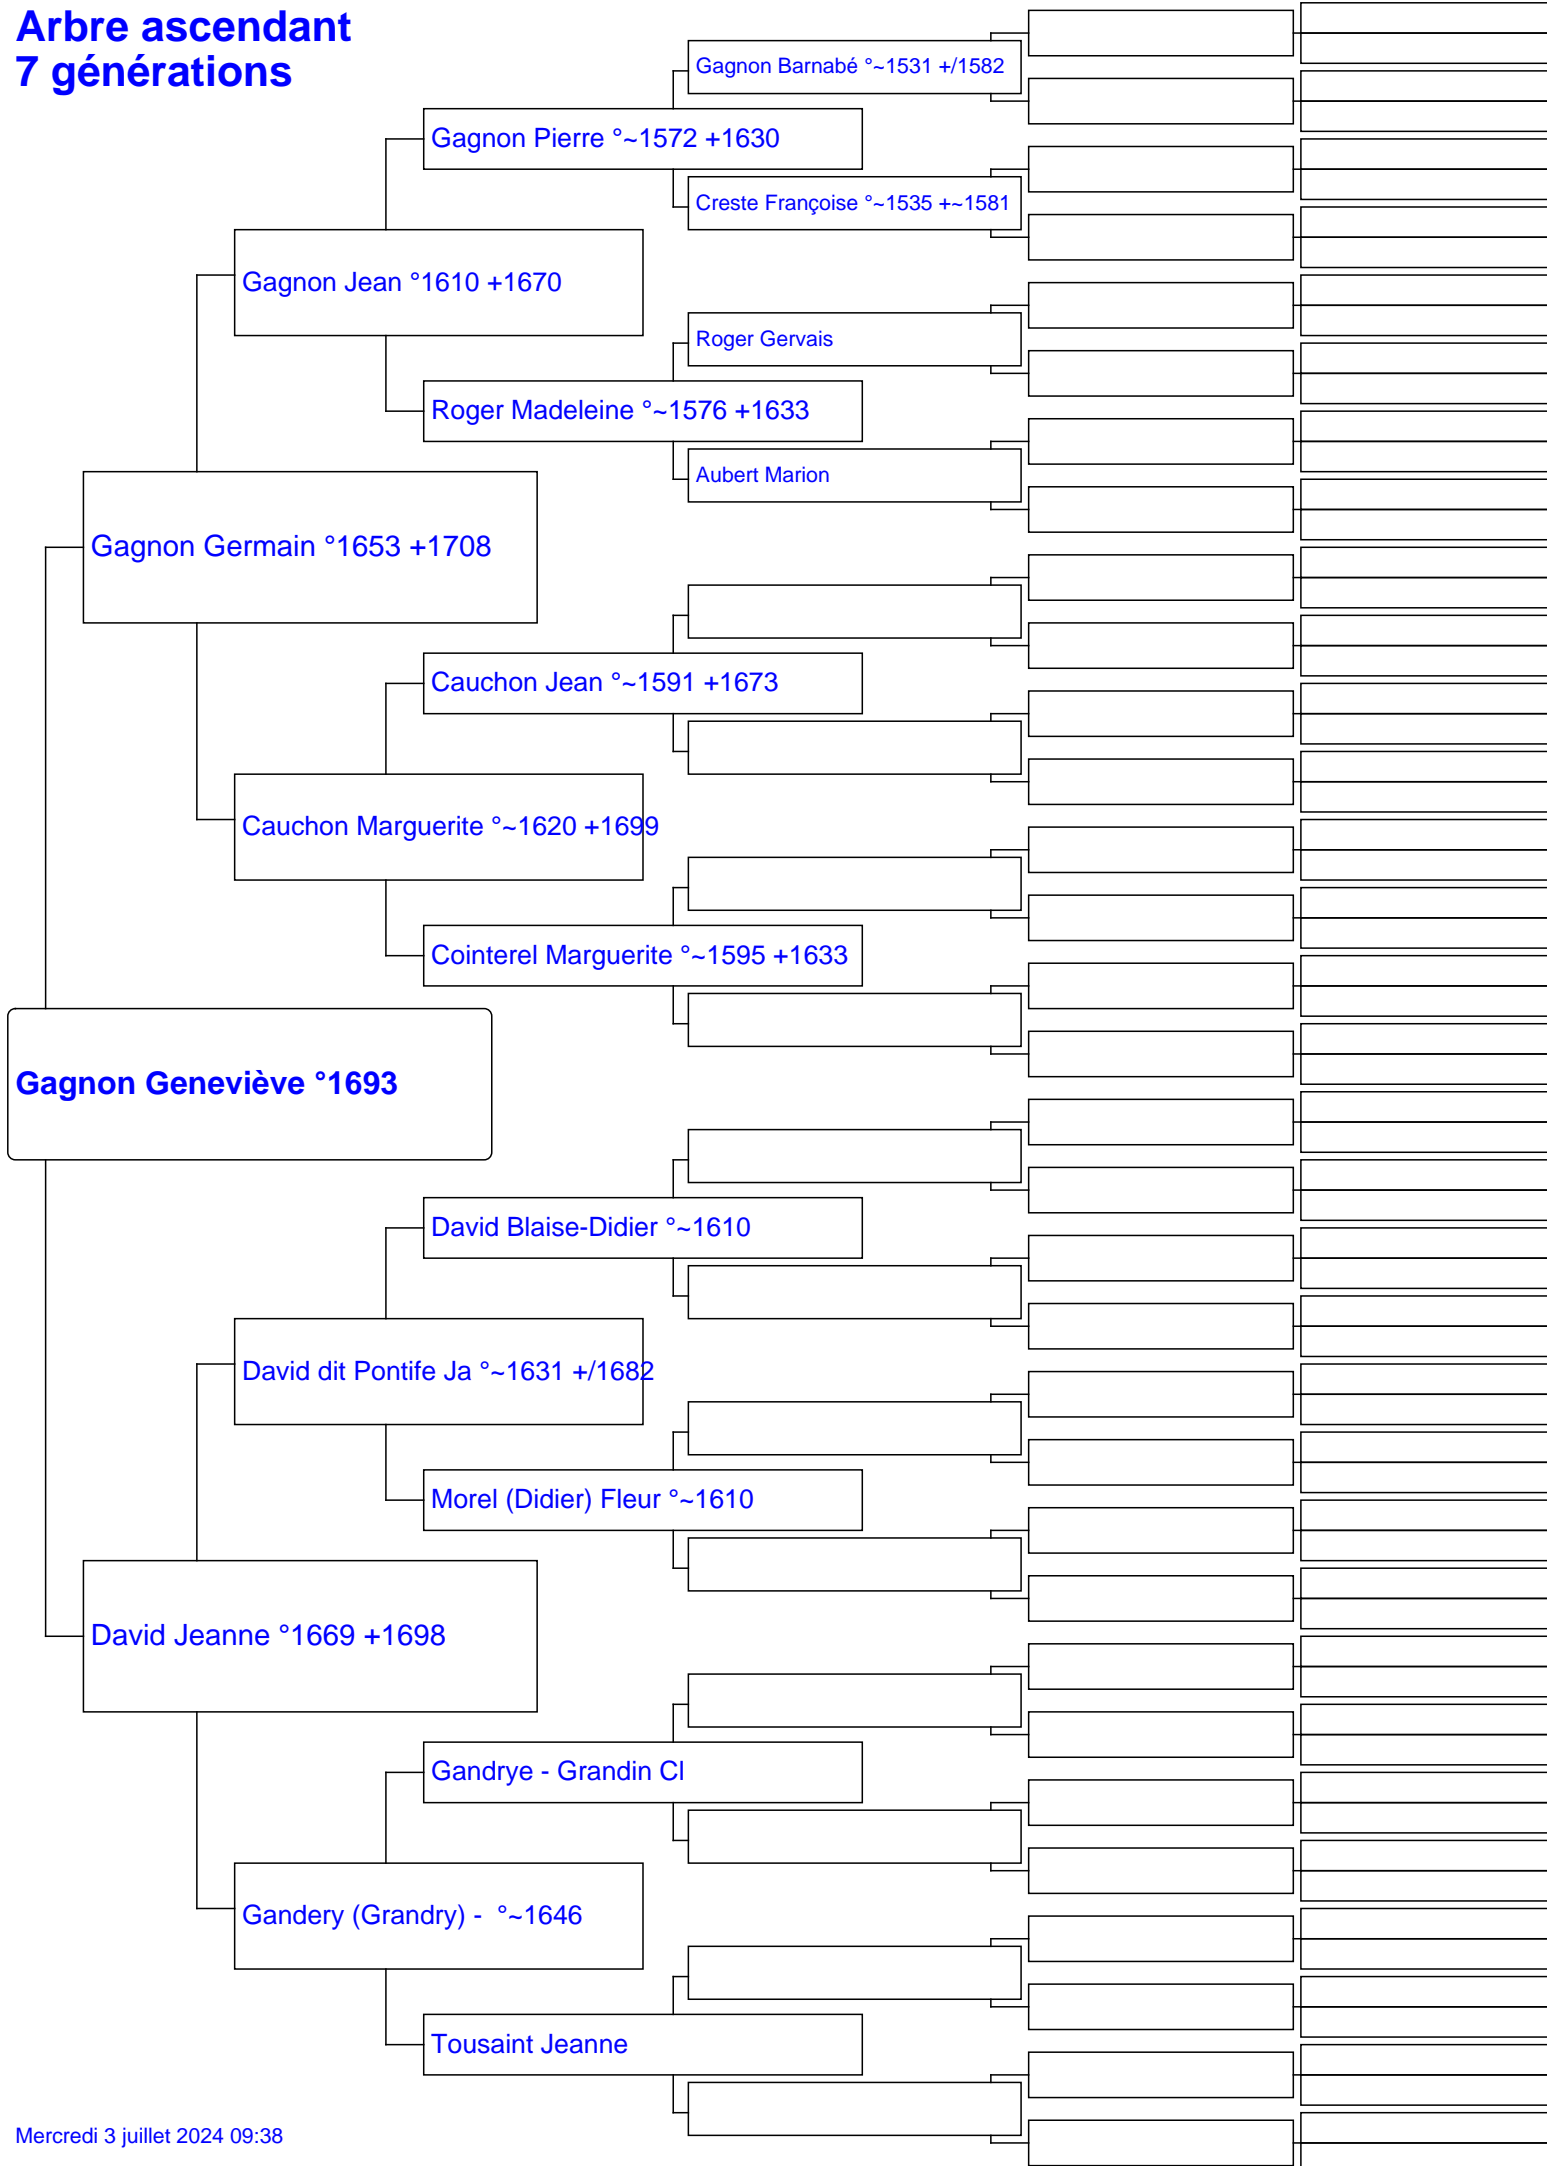 Arbre ascendant
7 générations
Gagnon Barnabé °~1531 +/1582
Gagnon Pierre °~1572 +1630
Creste Françoise °~1535 +~1581
Gagnon Jean °1610 +1670
Roger Gervais
Roger Madeleine °~1576 +1633
Aubert Marion
Gagnon Germain °1653 +1708
Cauchon Jean °~1591 +1673
Cauchon Marguerite °~1620 +1699
Cointerel Marguerite °~1595 +1633
Gagnon Geneviève °1693
David Blaise-Didier °~1610
David dit Pontife Ja °~1631 +/1682
Morel (Didier) Fleur °~1610
David Jeanne °1669 +1698
Gandrye - Grandin Cl
Gandery (Grandry) -  °~1646
Tousaint Jeanne
Mercredi 3 juillet 2024 09:38